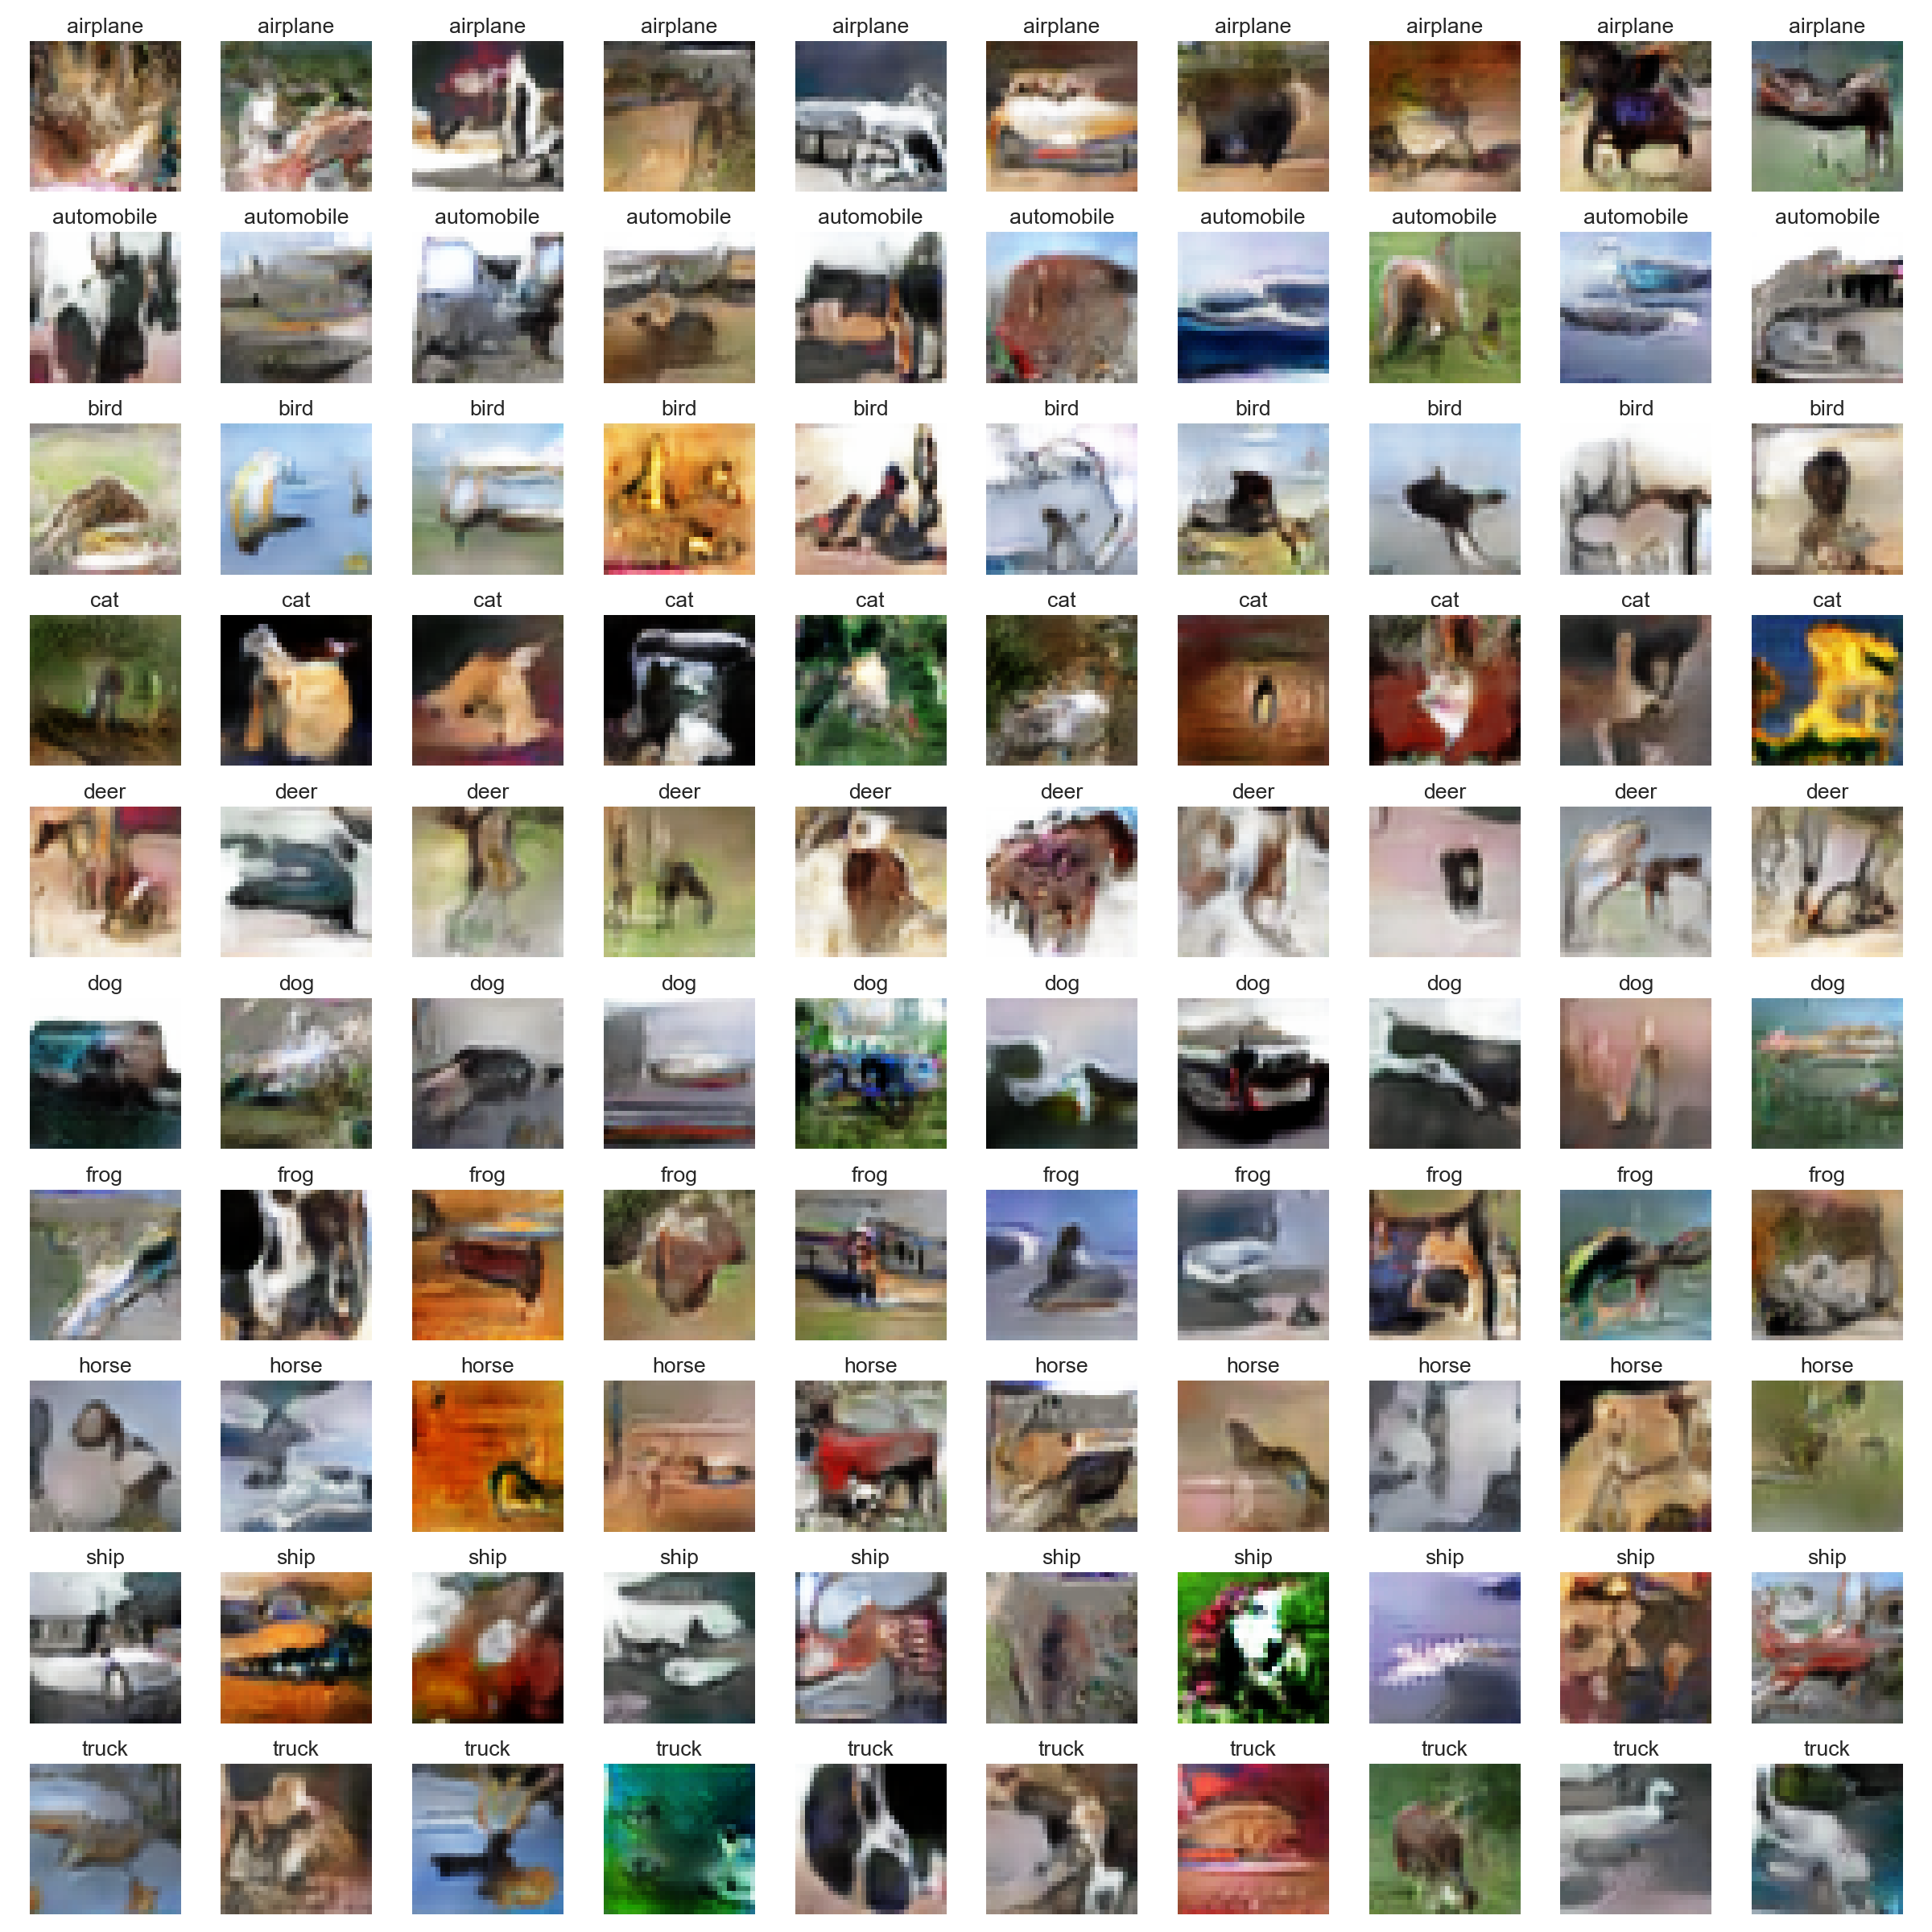 airplane airplane airplane airplane airplane airplane airplane airplane airplane airplane
automobile automobile automobile automobile automobile automobile automobile automobile automobile automobile
bird bird bird bird bird bird bird bird bird bird
cat cat cat cat cat cat cat cat cat cat
deer deer deer deer deer deer deer deer deer deer
dog dog dog dog dog dog dog dog dog dog
frog frog frog frog frog frog frog frog frog frog
horse horse horse horse horse horse horse horse horse horse
ship ship ship ship ship ship ship ship ship ship
truck truck truck truck truck truck truck truck truck truck